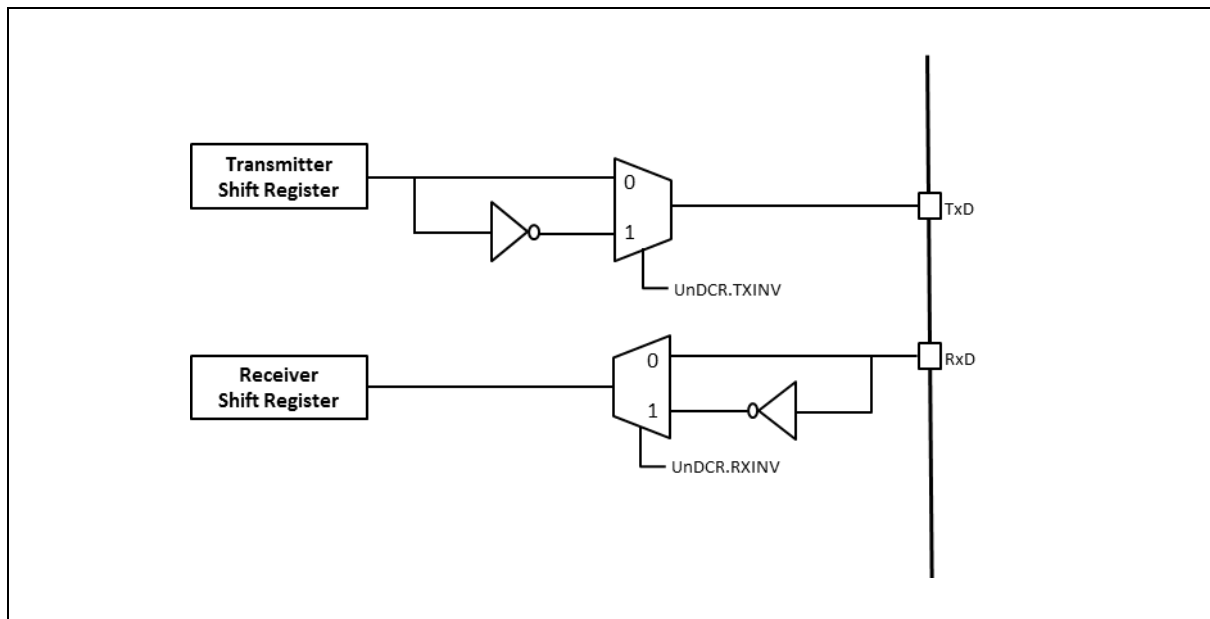 Transmitter
Shift Register
0
1
TxD
UnDCR.TXINV
Receiver
Shift Register
0
1
RxD
UnDCR.RXINV